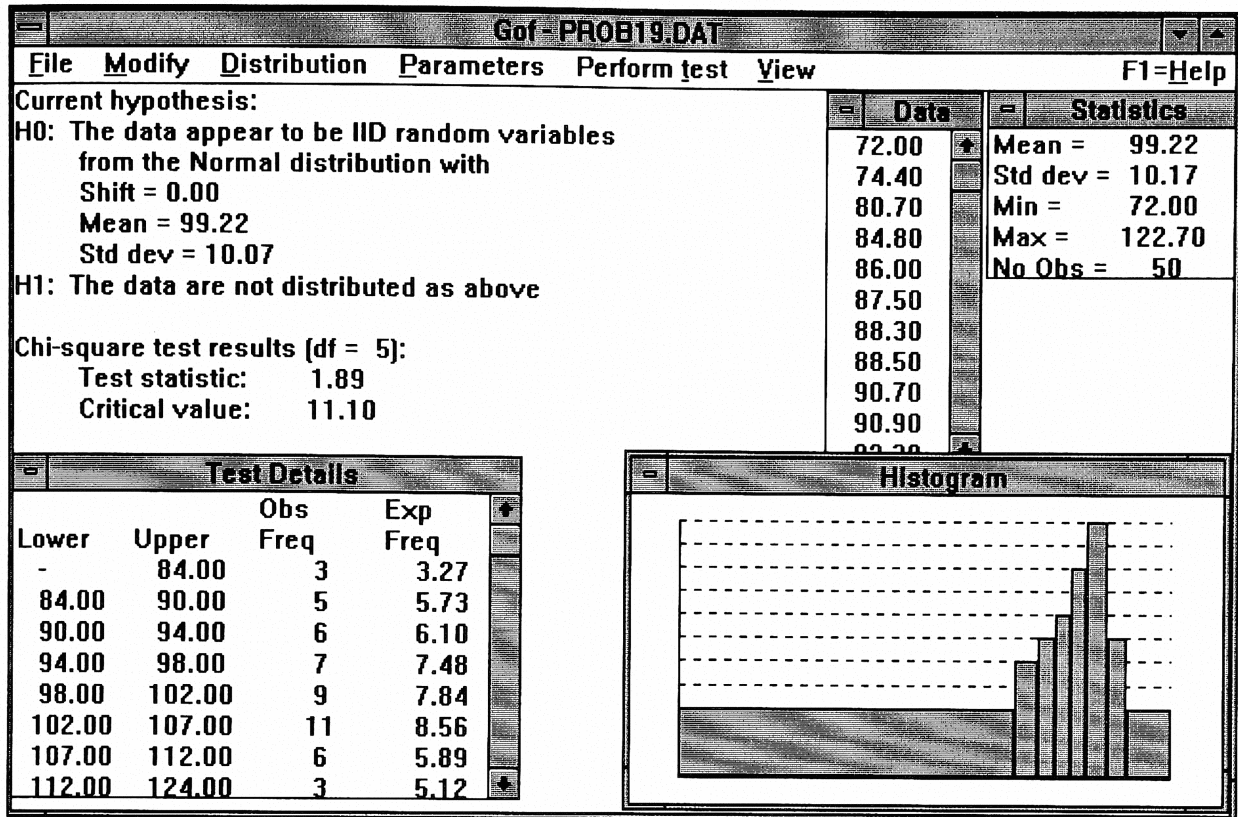 Gof - PROB19.DAT
File Modify Distribution Parameters Perform test View F1=Help
Current hypothesis:
H0: The data appear to be IID random variables
from the Normal distribution with
Shift = 0.00
Mean = 99.22
Std dev = 10.07
H1: The data are not distributed as above
Chi-square test results (df = 5):
Test statistic: 1.89
Critical value: 11.10
Data
72.00
74.40
80.70
84.80
86.00
87.50
88.30
88.50
90.70
90.90
Statistics
Mean = 99.22
Std dev = 10.17
Min = 72.00
Max = 122.70
No Obs = 50
Test Details
Obs Exp
Lower Upper Freq Freq
- 84.00 3 3.27
84.00 90.00 5 5.73
90.00 94.00 6 6.10
94.00 98.00 7 7.48
98.00 102.00 9 7.84
102.00 107.00 11 8.56
107.00 112.00 6 5.89
112.00 124.00 3 5.12
Histogram